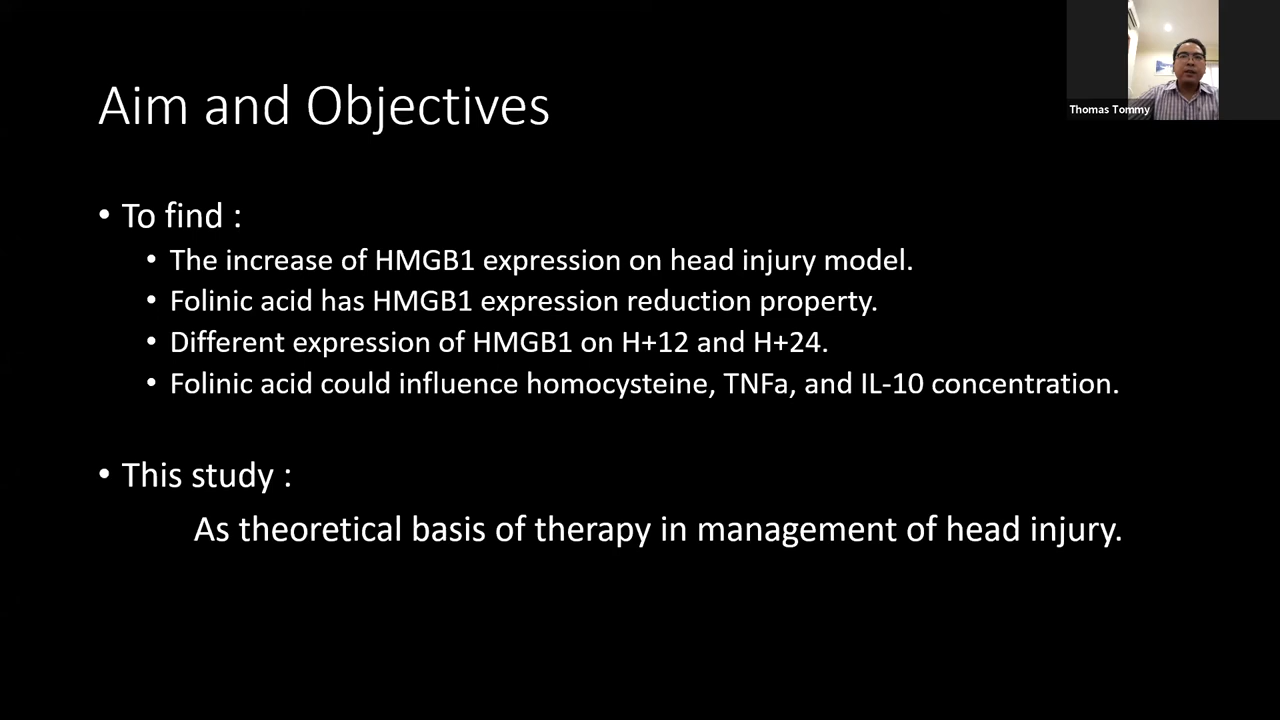 Thomas Tommy
Aim and Objectives
• To find :
• The increase of HMGB1 expression on head injury model.
• Folinic acid has HMGB1 expression reduction property.
• Different expression of HMGB1 on H+12 and H+24.
• Folinic acid could influence homocysteine, TNFa, and IL-10 concentration.
• This study :
As theoretical basis of therapy in management of head injury.